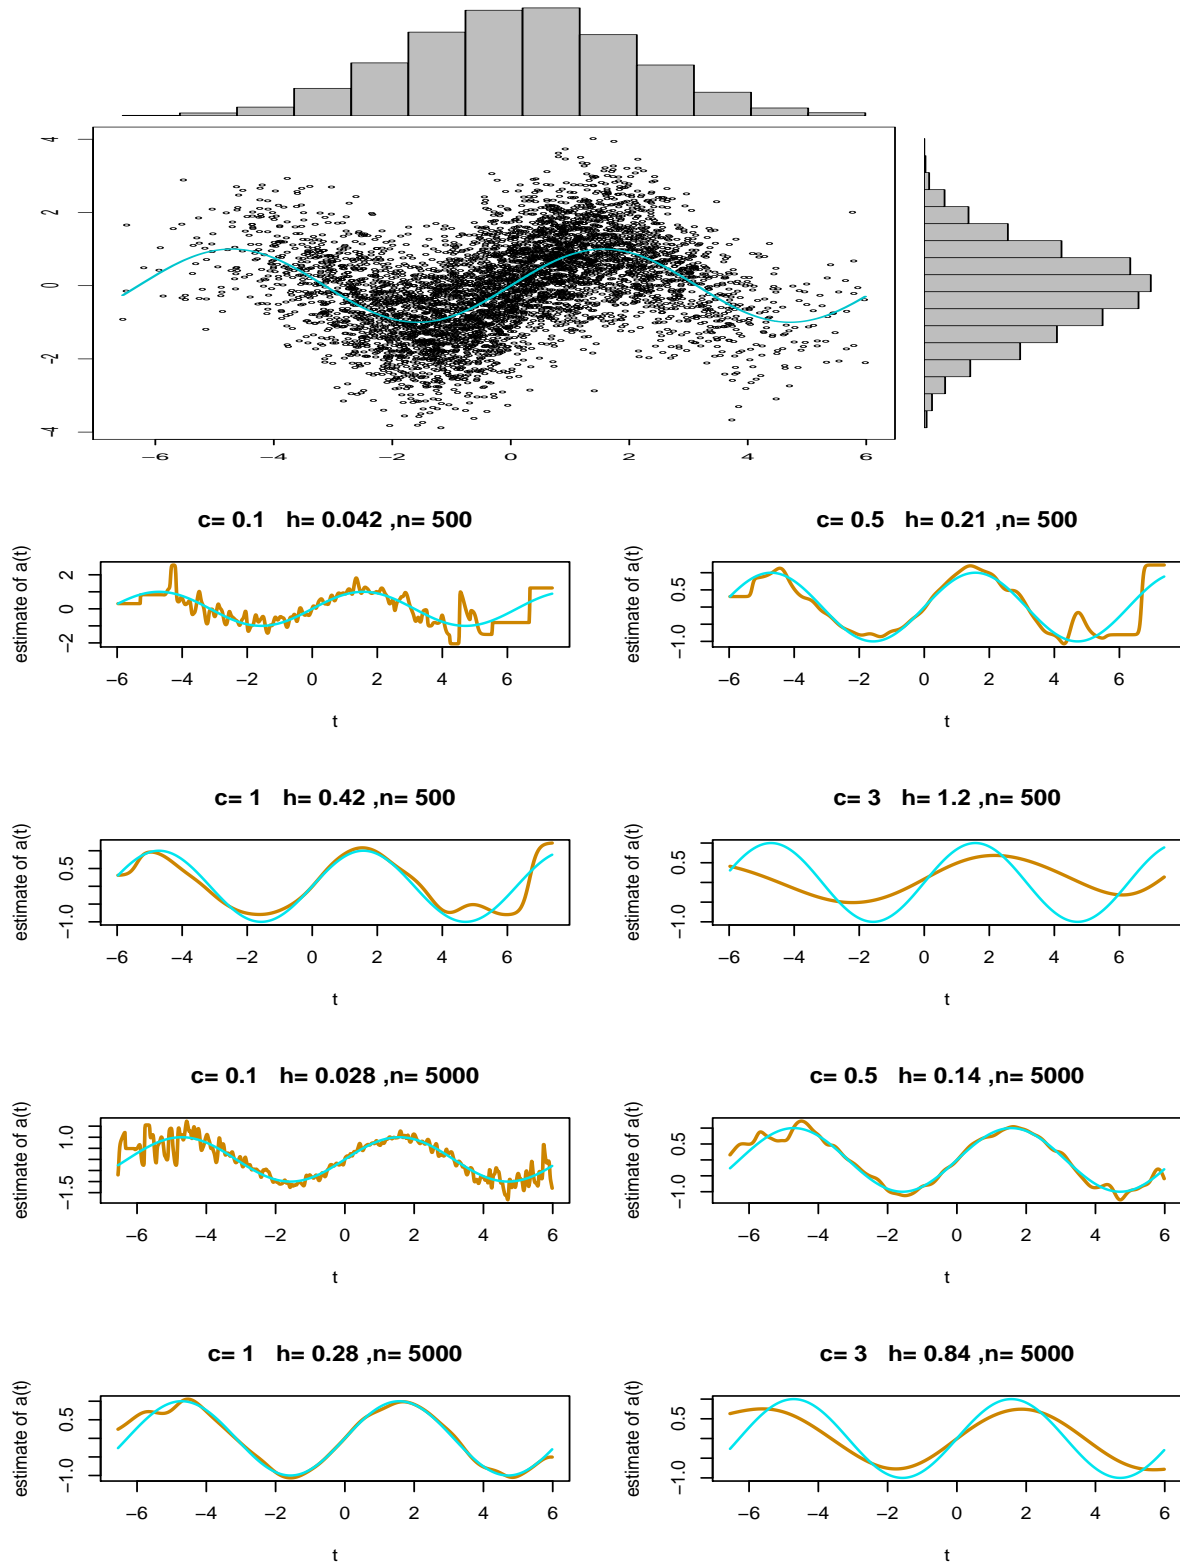 4
2
0
−2
−4
−6 −4 −2 0 2 4 6
c= 0.1 h= 0.042 ,n= 500
estimate of a(t)
2
0
−2
−6 −4 −2 0 2 4 6
t
c= 0.5 h= 0.21 ,n= 500
estimate of a(t)
0.5
−1.0
−6 −4 −2 0 2 4 6
t
c= 1 h= 0.42 ,n= 500
estimate of a(t)
0.5
−1.0
−6 −4 −2 0 2 4 6
t
c= 3 h= 1.2 ,n= 500
estimate of a(t)
0.5
−1.0
−6 −4 −2 0 2 4 6
t
c= 0.1 h= 0.028 ,n= 5000
estimate of a(t)
1.0
−1.5
−6 −4 −2 0 2 4 6
t
c= 0.5 h= 0.14 ,n= 5000
estimate of a(t)
0.5
−1.0
−6 −4 −2 0 2 4 6
t
c= 1 h= 0.28 ,n= 5000
estimate of a(t)
0.5
−1.0
−6 −4 −2 0 2 4 6
t
c= 3 h= 0.84 ,n= 5000
estimate of a(t)
0.5
−1.0
−6 −4 −2 0 2 4 6
t